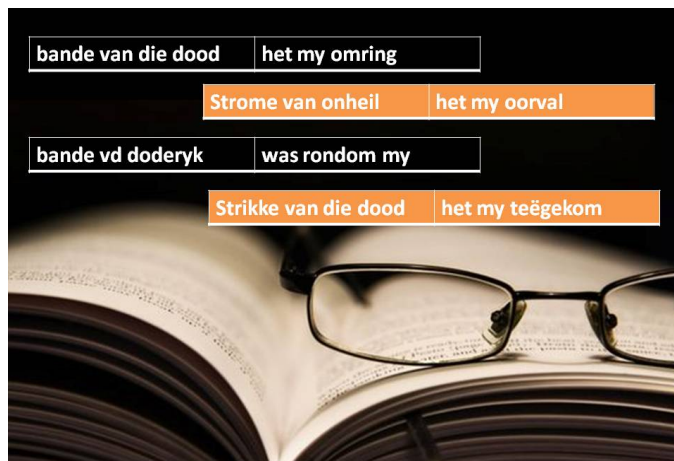 bande van die dood het my omring
Strome van onheil het my oorval
bande vd doderyk was rondom my
Strikke van die dood het my teëgekom